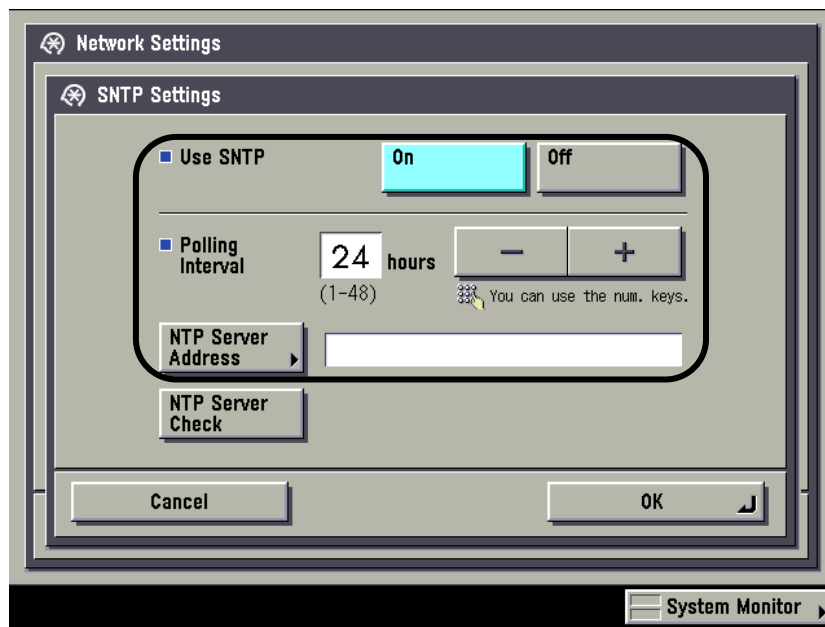 Network Settings
SNTP Settings
Use SNTP
On
Off
Polling
Interval
24 hours
(1-48)
−
+
You can use the num. keys.
NTP Server
Address
NTP Server
Check
Cancel
OK
System Monitor